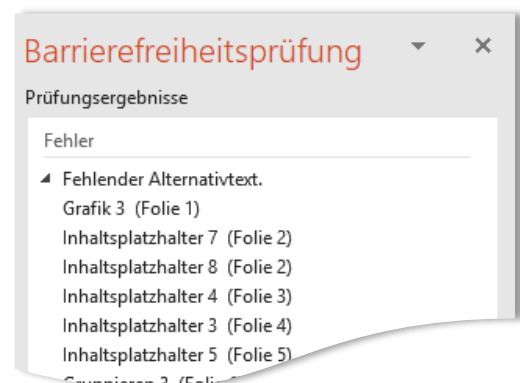 Barrierefreiheitsprüfung
Prüfungsergebnisse
Fehler
Fehlender Alternativtext.
Grafik 3 (Folie 1)
Inhaltsplatzhalter 7 (Folie 2)
Inhaltsplatzhalter 8 (Folie 2)
Inhaltsplatzhalter 4 (Folie 3)
Inhaltsplatzhalter 3 (Folie 4)
Inhaltsplatzhalter 5 (Folie 5)